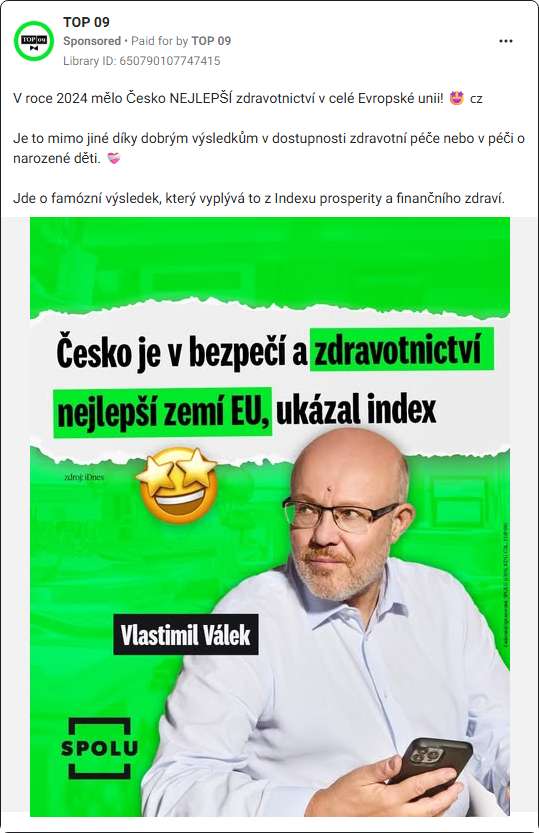 TOP 09
Sponsored • Paid for by TOP 09
Library ID: 650790107747415
V roce 2024 mělo Česko NEJLEPŠÍ zdravotnictví v celé Evropské unii! 🤩 cz
Je to mimo jiné díky dobrým výsledkům v dostupnosti zdravotní péče nebo v péči o
narozené děti. 💝
Jde o famózní výsledek, který vyplývá to z Indexu prosperity a finančního zdraví.
Česko je v bezpečí a zdravotnictví
nejlepší zemí EU, ukázal index
zdroj: iDnes
Vlastimil Válek
SPOLU